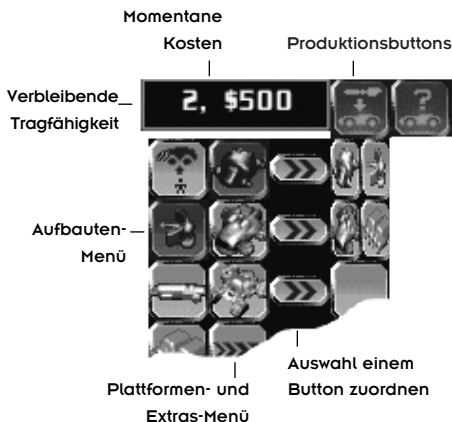 Momentane
Kosten
Produktionsbuttons
Verbleibende
Tragfähigkeit
2, $500
?
Aufbauten-
Menü
Plattformen- und
Extras-Menü
Auswahl einem
Button zuordnen